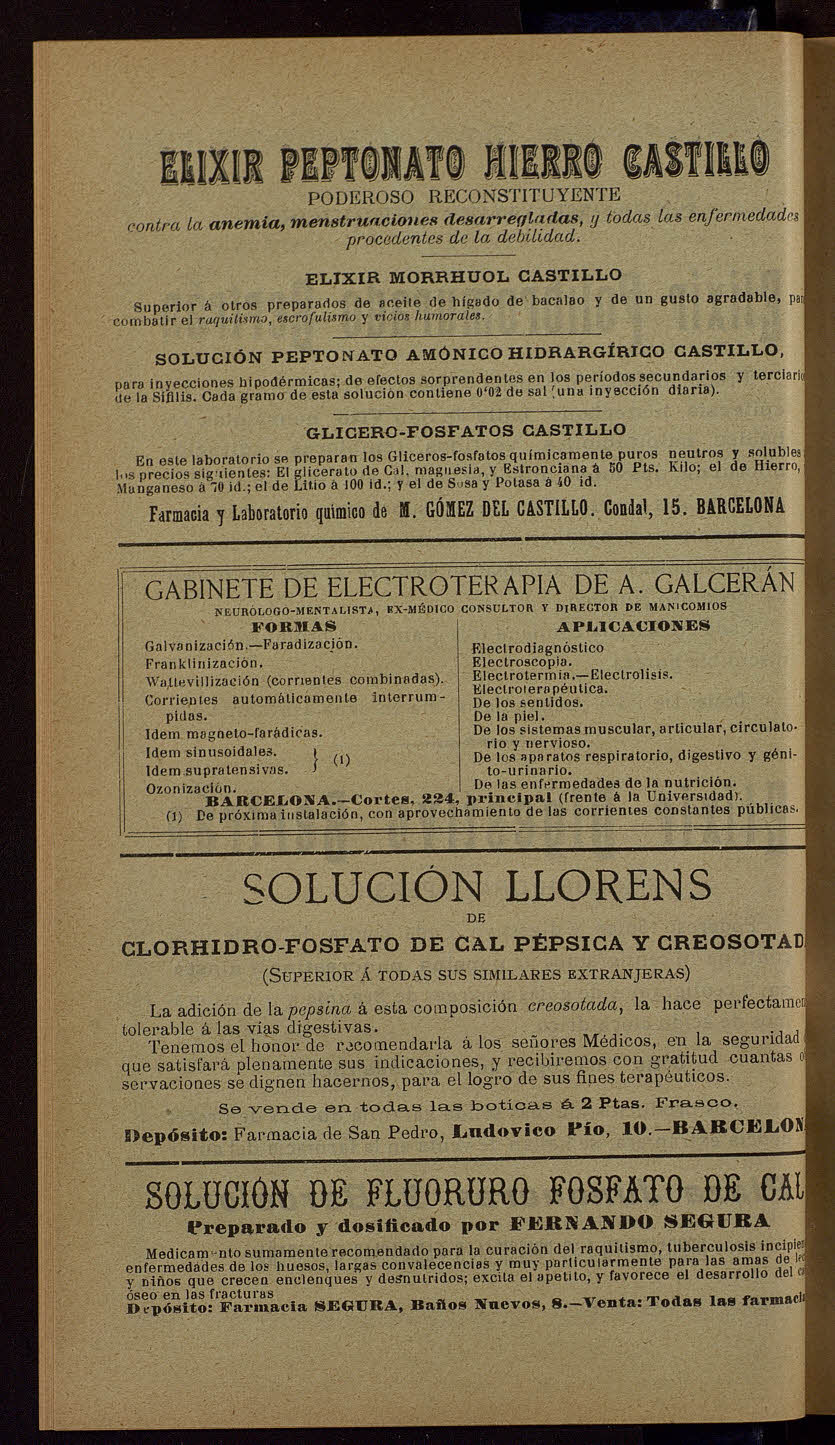 ELIXIR PEPTONATO HIERRO CASTILLO
PODEROSO RECONSTITUYENTE
contra la anemia, menstruaciones desarregladas, y todas las enfermedades
procedentes de la debilidad.
ELIXIR MORRHUOL CASTILLO
Superior á otros preparados de aceite de hígado de bacalao y de un gusto agradable, par
combatir el raquitismo, escrofulismo y vicios humorales.
SOLUCIÓN PEPTONATO AMÓNICO HIDRARGÍRICO CASTILLO,
para inyecciones hipodérmicas; de efectos sorprendentes en los períodos secundarios y terciario
de la Sífilis. Cada gramo de esta solución contiene 0'02 de sal (una inyección diaria).
GLICERO-FOSFATOS CASTILLO
En este laboratorio se preparan los Gliceros-fosfatos químicamente puros neutros y solubles
los precios siguientes: El glicerato de Cal, magnesia, y Estronciana á 50 Pts. Kilo; el de Hierro,
Manganeso á 70 id.; el de Litio á 100 id.; y el de Sosa y Potasa á 40 id.
Farmacia y Laboratorio químico de M. GÓMEZ DEL CASTILLO. Condal, 15. BARCELONA
GABINETE DE ELECTROTERAPIA DE A. GALCERÁN
NEURÓLOGO-MENTALISTA, EX-MÉDICO CONSULTOR Y DIRECTOR DE MANICOMIOS
FORMAS
Galvanización.—Faradización.
Franklinización.
Wattevillización (corrientes combinadas).
Corrientes automáticamente interrum-
pidas.
Idem magneto-farádicas.
Idem sinusoidales. } (1)
Idem supratensivas.
Ozonización.
APLICACIONES
Electrodiagnóstico
Electroscopia.
Electrotermia.—Electrolisis.
Electroterapéutica.
De los sentidos.
De la piel.
De los sistemas muscular, articular, circulato-
rio y nervioso.
De los aparatos respiratorio, digestivo y géni-
to-urinario.
De las enfermedades de la nutrición.
BARCELONA.—Cortes, 224, principal (frente á la Universidad).
(1) De próxima instalación, con aprovechamiento de las corrientes constantes públicas.
SOLUCIÓN LLORENS
DE
CLORHIDRO-FOSFATO DE CAL PÉPSICA Y CREOSOTAD
(SUPERIOR Á TODAS SUS SIMILARES EXTRANJERAS)
La adición de la pepsina á esta composición creosotada, la hace perfectamen
tolerable á las vías digestivas.
Tenemos el honor de recomendarla á los señores Médicos, en la seguridad
que satisfará plenamente sus indicaciones, y recibiremos con gratitud cuantas o
servaciones se dignen hacernos, para el logro de sus fines terapéuticos.
Se vende en todas las boticas á 2 Ptas. Frasco.
Depósito: Farmacia de San Pedro, Ludovico Pío, 10.—BARCELON
SOLUCIÓN DE FLUORURO FOSFATO DE CAL
Preparado y dosificado por FERNANDO SEGURA
Medicamento sumamente recomendado para la curación del raquitismo, tuberculosis incipien
enfermedades de los huesos, largas convalecencias y muy particularmente para las amas de le
y niños que crecen enclenques y desnutridos; excita el apetito, y favorece el desarrollo del c
óseo en las fracturas
Depósito: Farmacia SEGURA, Baños Nuevos, 8.—Venta: Todas las farmaci